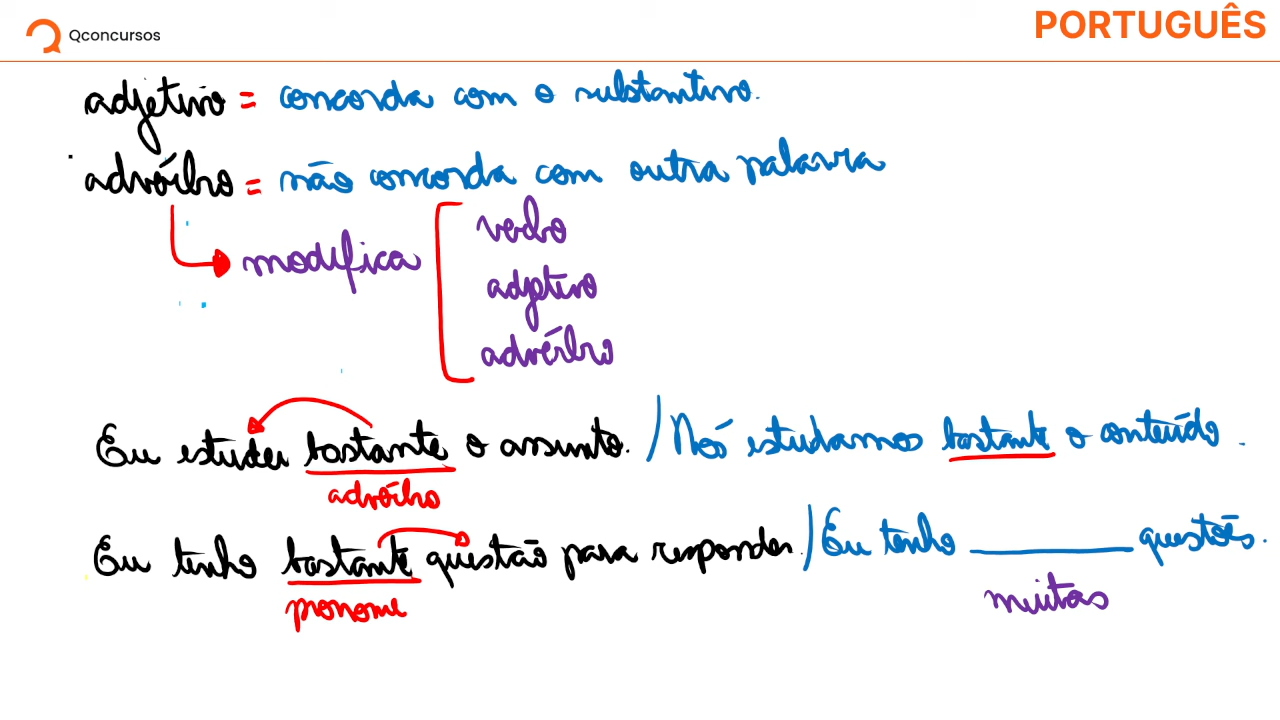 Qconcursos
PORTUGUÊS
adjetivo = concorda com o substantivo.
advérbio = não concorda com outra palavra
modifica
verbo
adjetivo
advérbio
Eu estudei bastante o assunto. / Nós estudamos bastante o conteúdo.
advérbio
Eu tenho bastante questão para responder. / Eu tenho ________ questões.
pronome
muitas